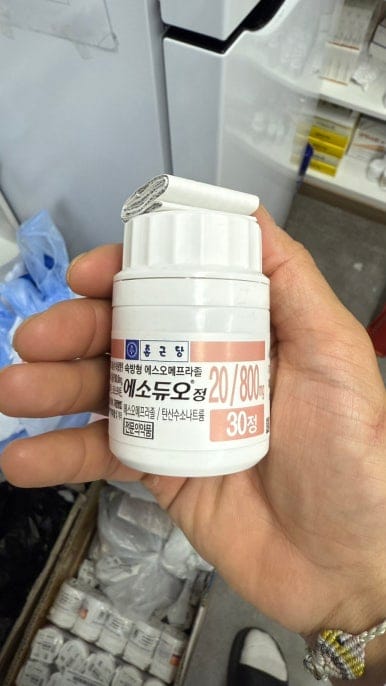 종근당
속방형 에스오메프라졸
에소듀오® 정 20/800mg
에스오메프라졸/탄산수소나트륨
전문의약품
30정